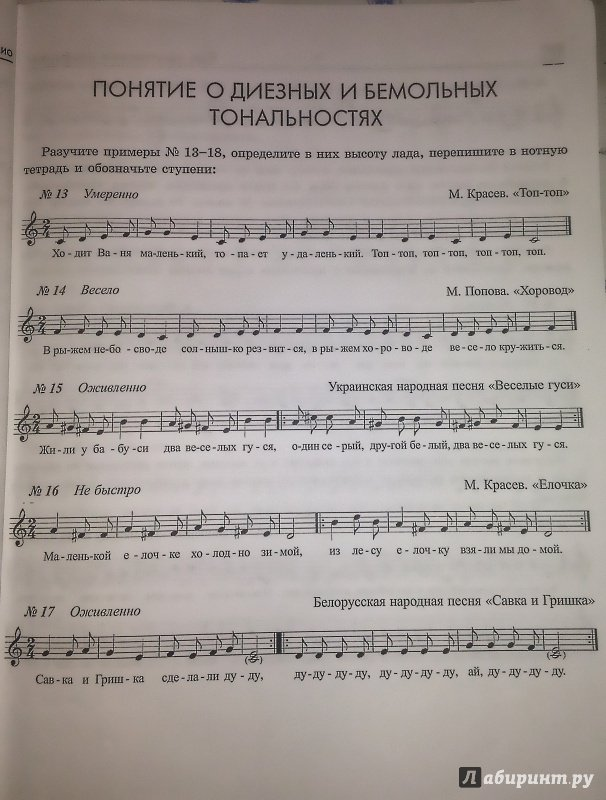 ИО
ПОНЯТИЕ О ДИЕЗНЫХ И БЕМОЛЬНЫХ
ТОНАЛЬНОСТЯХ
Разучите примеры № 13–18, определите в них высоту лада, перепишите в нотную
тетрадь и обозначьте ступени:
№ 13 Умеренно М. Красев. «Топ-топ»
Хо - дит Ва - ня ма-лень-кий, то - па - ет у - да-лень-кий. Топ - топ, топ-топ, топ-топ, топ.
№ 14 Весело М. Попова. «Хоровод»
В ры-жем не-бо - сво-де сол-ныш-ко рез-вит-ся, в ры-жем хо-ро - во - де ве - се - ло кру-жить-ся.
№ 15 Оживленно Украинская народная песня «Веселые гуси»
Жи - ли у ба - бу - си два ве-се-лых гу - ся, о-дин се-рый, дру-гой бе-лый, два ве-се-лых гу - ся.
№ 16 Не быстро М. Красев. «Елочка»
Ма-лень-кой е - лоч - ке хо-лод-но зи-мой, из ле-су е - лоч-ку взя-ли мы до-мой.
№ 17 Оживленно Белорусская народная песня «Савка и Гришка»
Сав-ка и Гриш-ка сде-ла-ли ду-ду, ду-ду-ду-ду, ду-ду-ду-ду, ай, ду-ду-ду-ду.
Лабиринт.ру